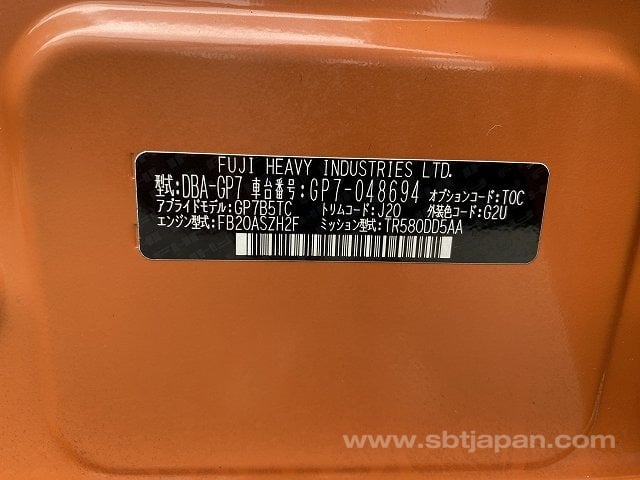 FUJI HEAVY INDUSTRIES LTD.
型式:DBA-GP7 車台番号:GP7-048694 オプションコード:TOC
アプライドモデル:GP7B5TC トリムコード:J20 外装色コード:G2U
エンジン型式:FB20ASZH2F ミッション型式:TR580DD5AA
www.sbtjapan.com